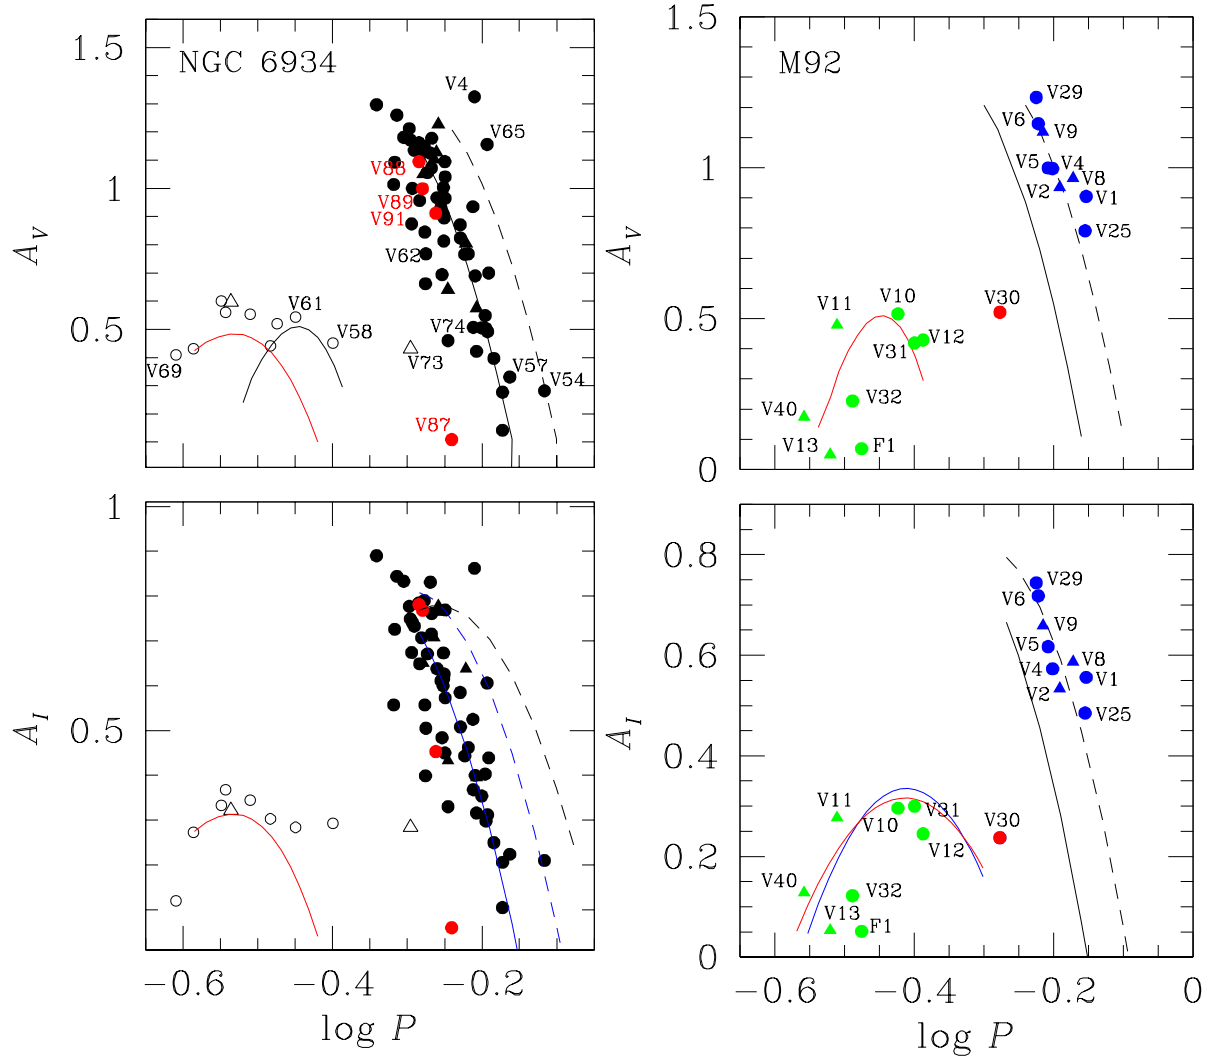 NGC 6934
1.5
1
0.5
A_V
V4
V65
V88
V89
V91
V62
V61
V58
V69
V74
V73
V57
V54
V87
M92
1.5
1
0.5
0
A_V
V29
V6
V9
V5
V4
V8
V2
V1
V25
V11
V10
V30
V12
V31
V40
V32
V13
F1
1
0.5
A_I
−0.6
−0.4
−0.2
log P
0.8
0.6
0.4
0.2
0
A_I
V29
V6
V9
V5
V8
V4
V1
V2
V25
V11
V31
V10
V30
V12
V40
V32
V13
F1
−0.6
−0.4
−0.2
0
log P